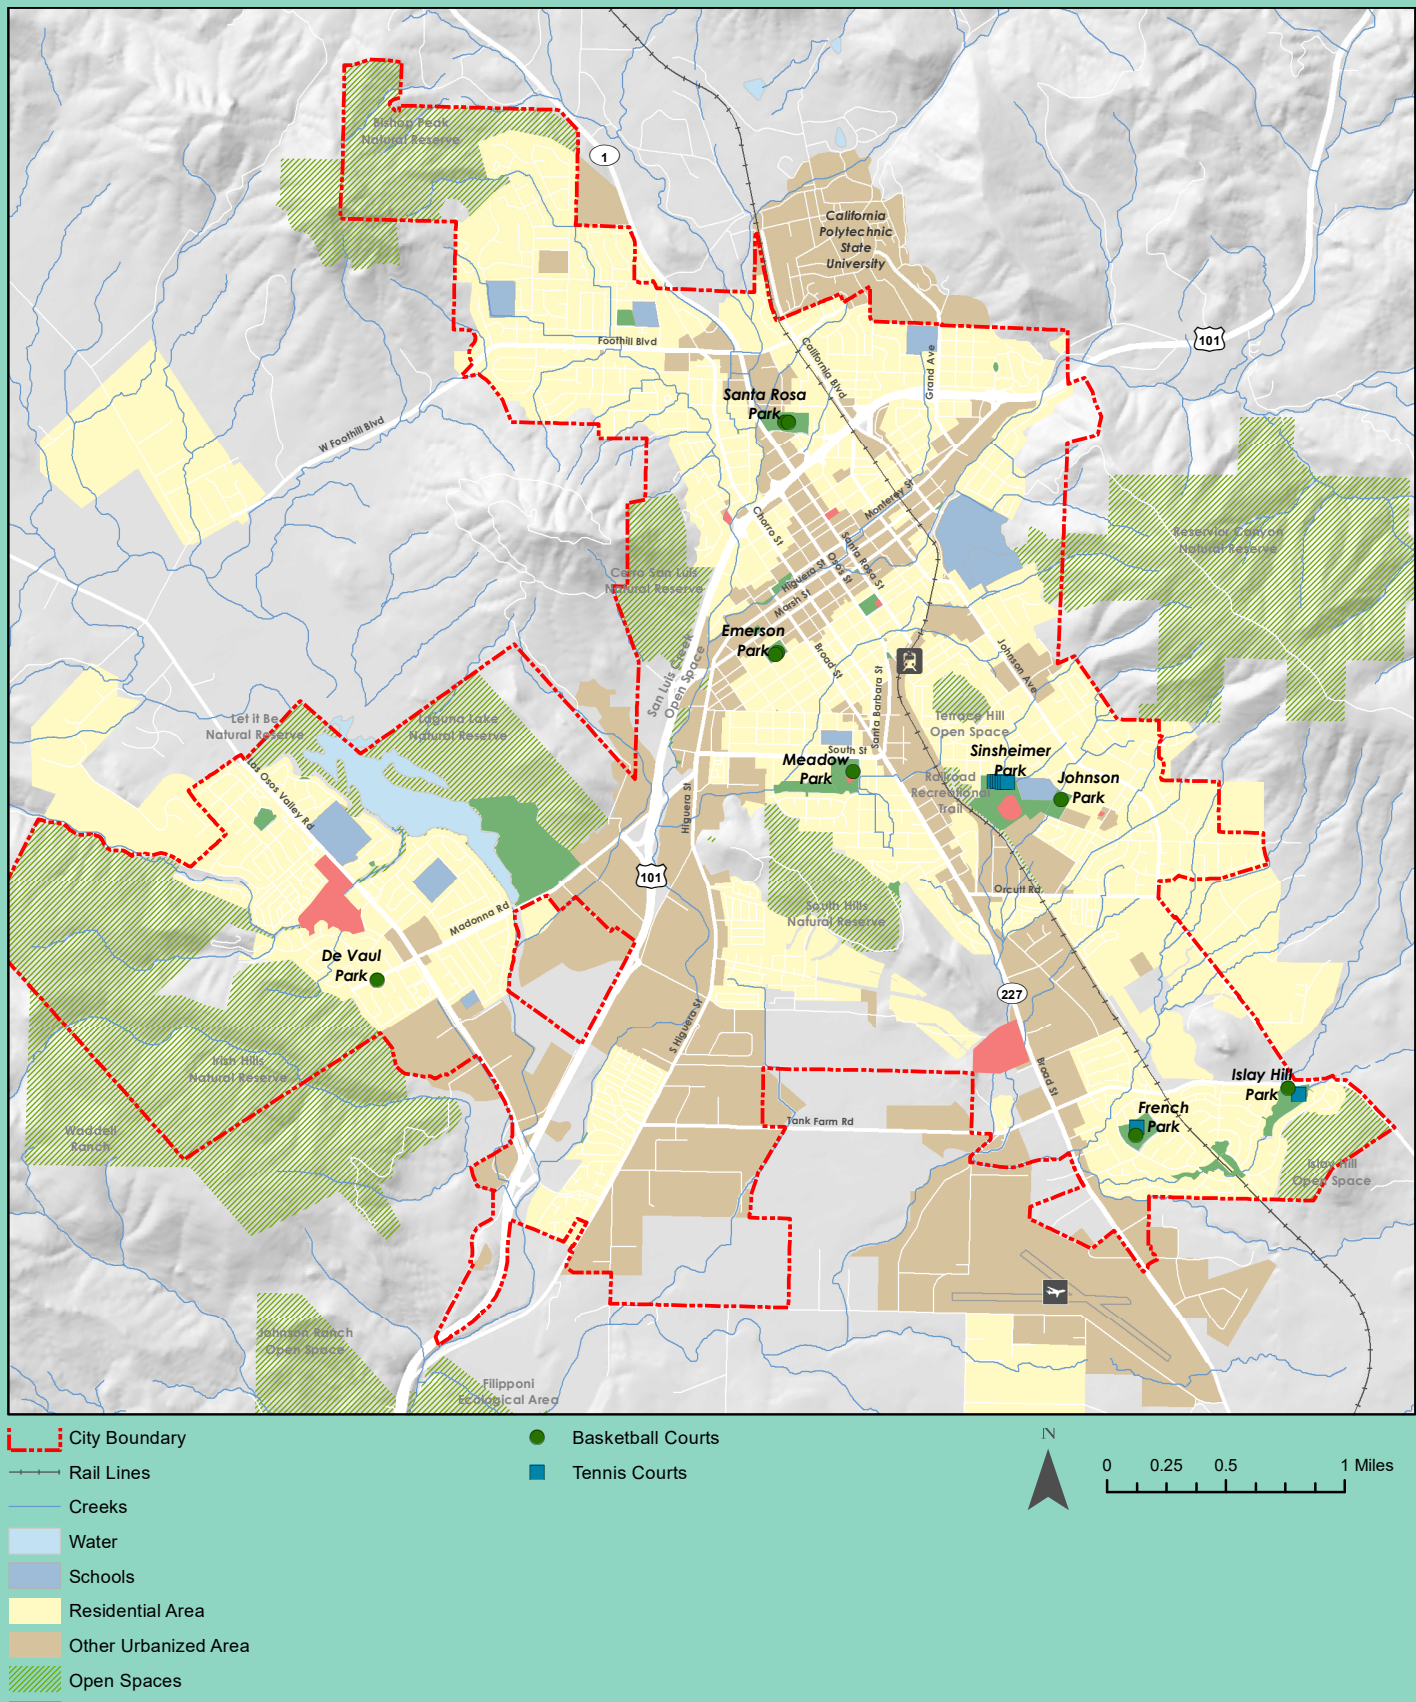 Bishop Peak
Natural Reserve
1
California
Polytechnic
State
University
101
Foothill Blvd
California Blvd
Grand Ave
Santa Rosa
Park
W Foothill Blvd
Monterey St
Chorro St
Santa Rosa St
Osos St
Higuera St
Marsh St
Reservior Canyon
Natural Reserve
Cerro San Luis
Natural Reserve
Emerson
Park
Broad St
Johnson Ave
San Luis Creek
Open Space
Santa Barbara St
Let it Be
Natural Reserve
Laguna Lake
Natural Reserve
Terrace Hill
Open Space
South St
Meadow
Park
Sinsheimer
Park
Johnson
Park
Railroad
Recreational
Trail
Los Osos Valley Rd
Higuera St
101
Orcutt Rd
Madonna Rd
South Hills
Natural Reserve
De Vaul
Park
227
S Higuera St
Irish Hills
Natural Reserve
Broad St
Islay Hill
Park
French
Park
Tank Farm Rd
Waddell
Ranch
Islay Hill
Open Space
Johnson Ranch
Open Space
Filipponi
Ecological Area
City Boundary
Rail Lines
Creeks
Water
Schools
Residential Area
Other Urbanized Area
Open Spaces
Basketball Courts
Tennis Courts
N
0 0.25 0.5 1 Miles